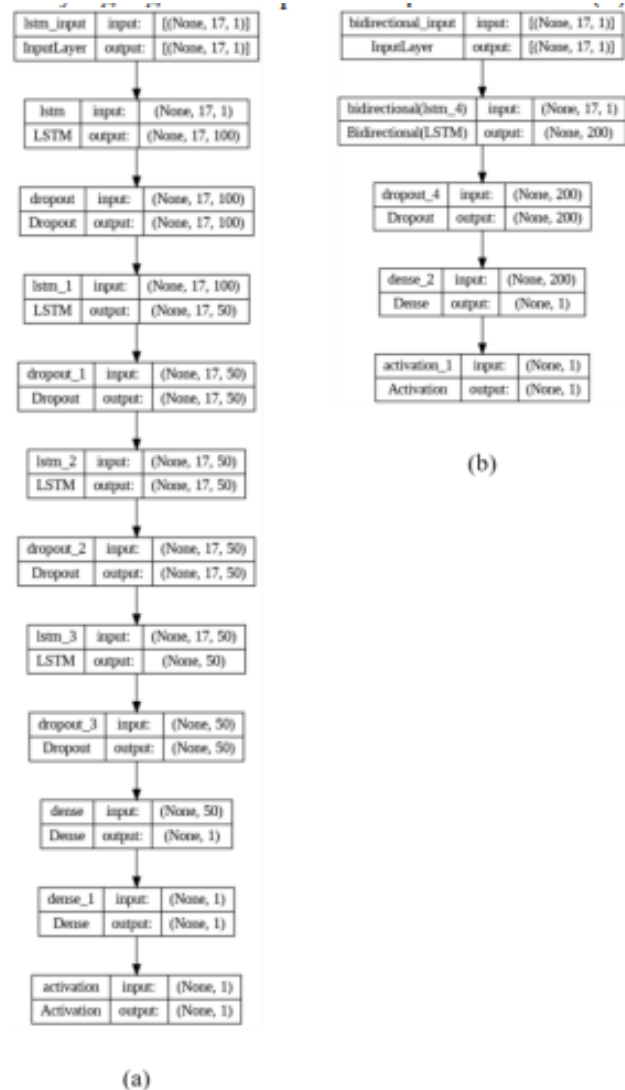 lstm_input input: [(None, 17, 1)]
InputLayer output: [(None, 17, 1)]
lstm input: (None, 17, 1)
LSTM output: (None, 17, 100)
dropout input: (None, 17, 100)
Dropout output: (None, 17, 100)
lstm_1 input: (None, 17, 100)
LSTM output: (None, 17, 50)
dropout_1 input: (None, 17, 50)
Dropout output: (None, 17, 50)
lstm_2 input: (None, 17, 50)
LSTM output: (None, 17, 50)
dropout_2 input: (None, 17, 50)
Dropout output: (None, 17, 50)
lstm_3 input: (None, 17, 50)
LSTM output: (None, 50)
dropout_3 input: (None, 50)
Dropout output: (None, 50)
dense input: (None, 50)
Dense output: (None, 1)
dense_1 input: (None, 1)
Dense output: (None, 1)
activation input: (None, 1)
Activation output: (None, 1)
(a)
bidirectional_input input: [(None, 17, 1)]
InputLayer output: [(None, 17, 1)]
bidirectional(lstm_4) input: (None, 17, 1)
Bidirectional(LSTM) output: (None, 200)
dropout_4 input: (None, 200)
Dropout output: (None, 200)
dense_2 input: (None, 200)
Dense output: (None, 1)
activation_1 input: (None, 1)
Activation output: (None, 1)
(b)